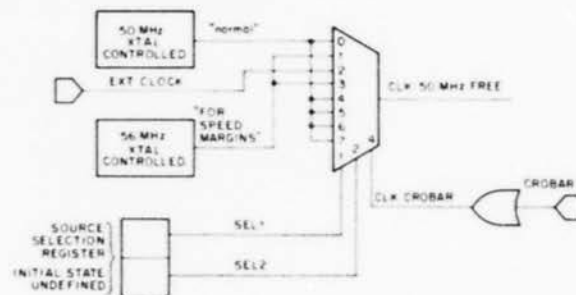 50 MHz
XTAL
CONTROLLED
"normal"
EXT CLOCK
56 MHz
XTAL
CONTROLLED
"FOR
SPEED
MARGINS"
0
1
2
3
4
5
6
7
1
2
4
CLK 50 MHz FREE
CLK CROBAR
CROBAR
SOURCE
SELECTION
REGISTER
INITIAL STATE
UNDEFINED
SEL1
SEL2